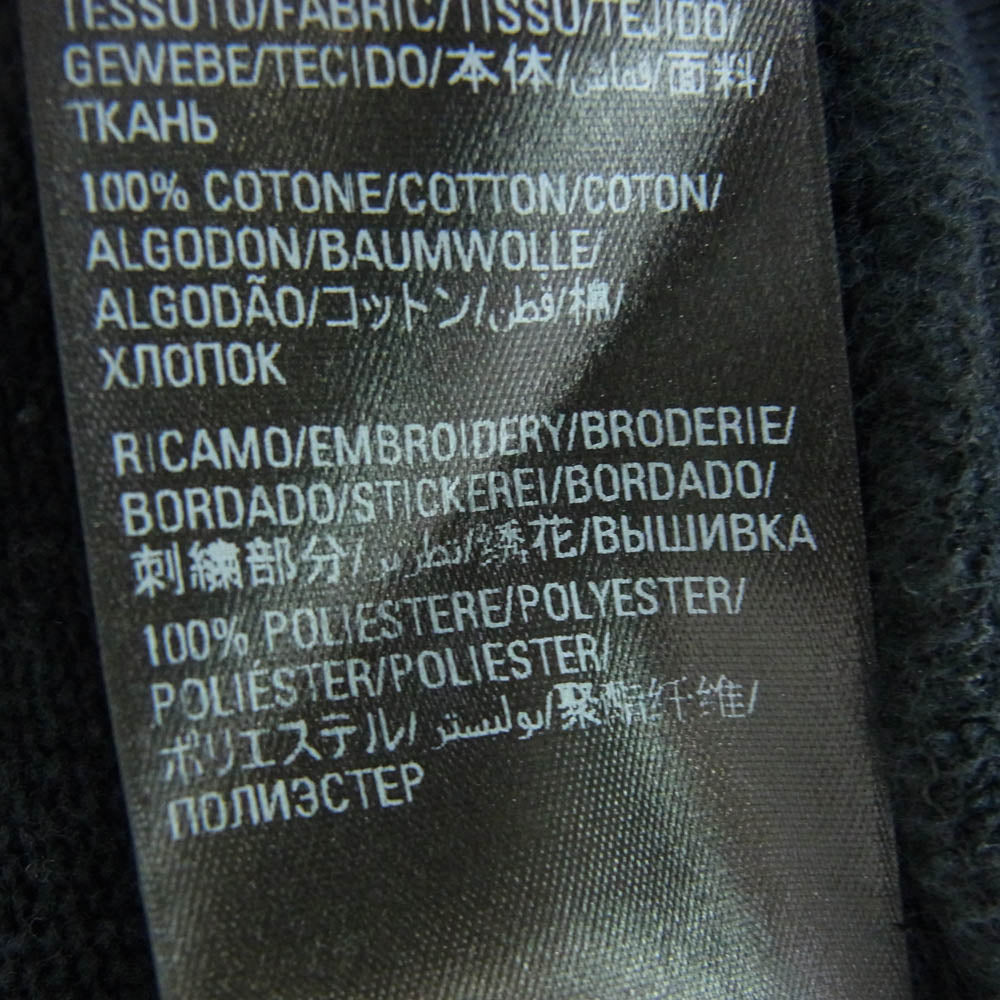 TESSUTO/FABRIC/TISSU/TEJIDO/
GEWEBE/TECIDO/本体/قماش/面料/
ТКАНЬ
100% COTONE/COTTON/COTON/
ALGODON/BAUMWOLLE/
ALGODÃO/コットン/قطن/棉/
ХЛОПОК
RICAMO/EMBROIDERY/BRODERIE/
BORDADO/STICKEREI/BORDADO/
刺繍部分/تطريز/绣花/ВЫШИВКА
100% POLIESTERE/POLYESTER/
POLIÉSTER/POLIESTER/
ポリエステル/بوليستر/聚酯纤维/
ПОЛИЭСТЕР